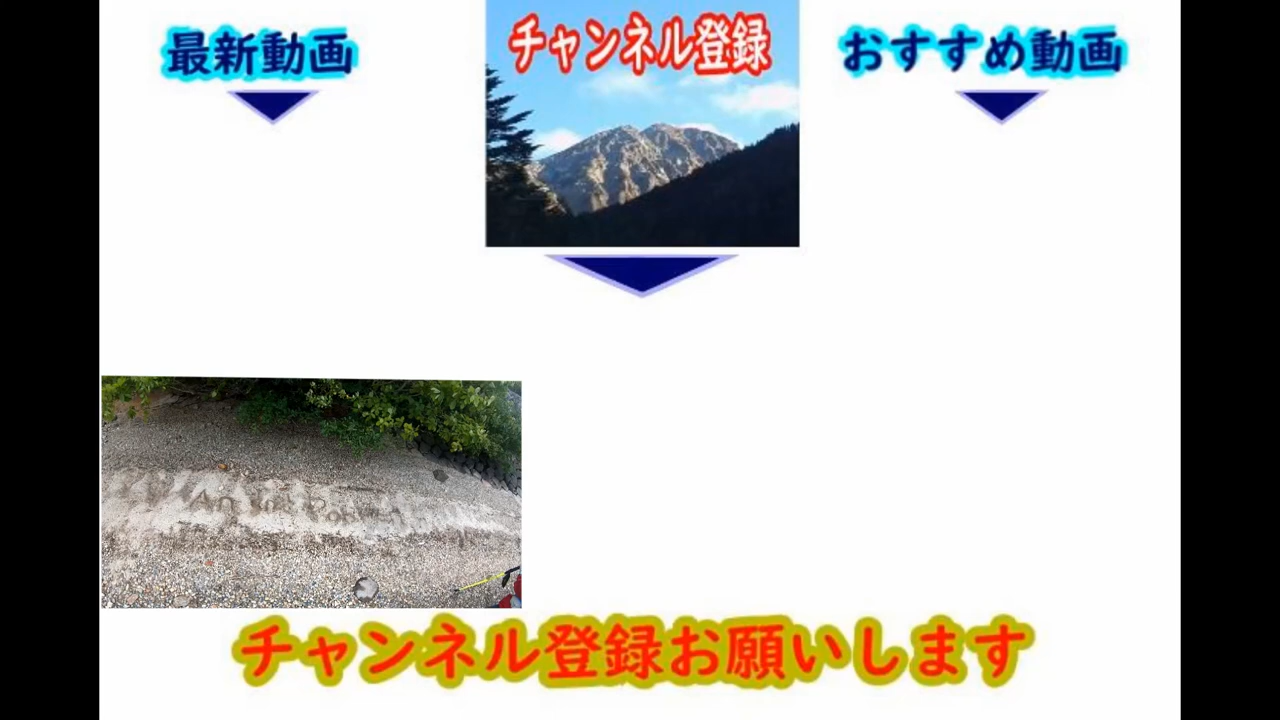 最新動画
チャンネル登録
おすすめ動画
チャンネル登録お願いします